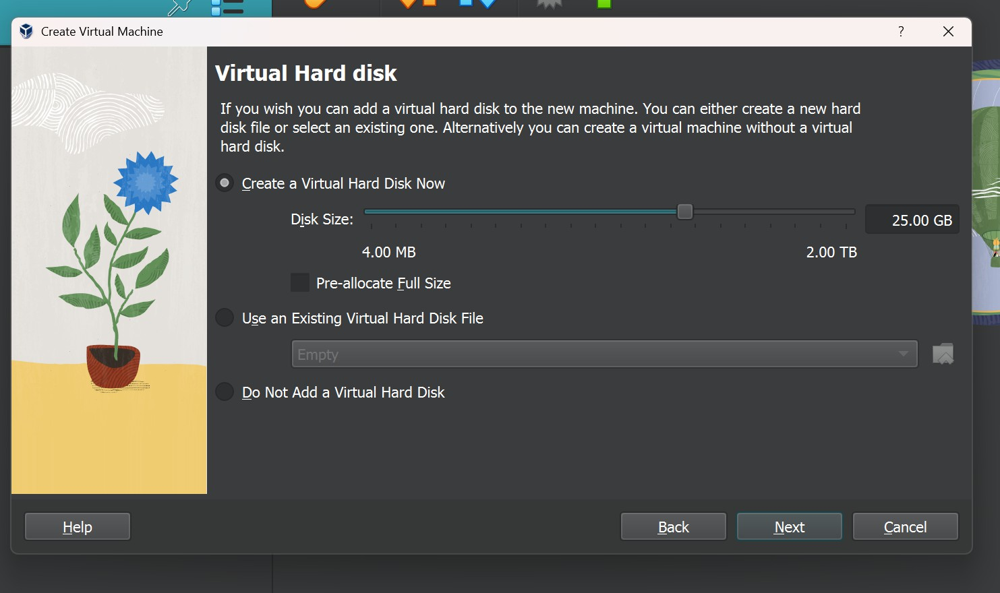 Create Virtual Machine
?
Virtual Hard disk
If you wish you can add a virtual hard disk to the new machine. You can either create a new hard
disk file or select an existing one. Alternatively you can create a virtual machine without a virtual
hard disk.
Create a Virtual Hard Disk Now
Disk Size:
25.00 GB
4.00 MB
2.00 TB
Pre-allocate Full Size
Use an Existing Virtual Hard Disk File
Empty
Do Not Add a Virtual Hard Disk
Help
Back
Next
Cancel